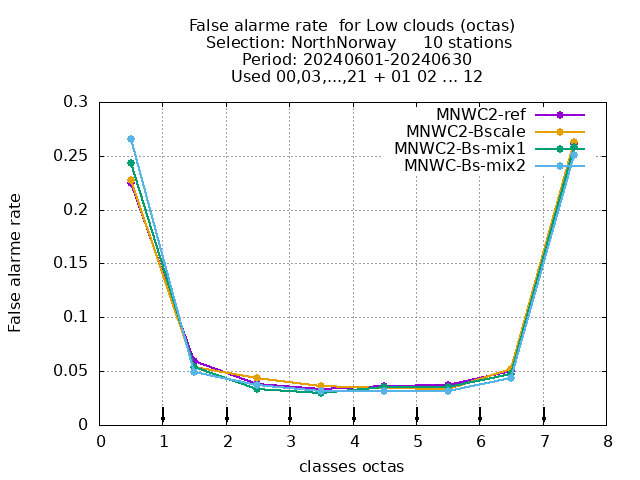 False alarme rate  for Low clouds (octas)
Selection: NorthNorway     10 stations
Period: 20240601-20240630
Used 00,03,...,21 + 01 02 ... 12
MNWC2-ref
MNWC2-Bscale
MNWC2-Bs-mix1
MNWC-Bs-mix2
False alarme rate
0.3
0.25
0.2
0.15
0.1
0.05
0
0 1 2 3 4 5 6 7 8
classes octas